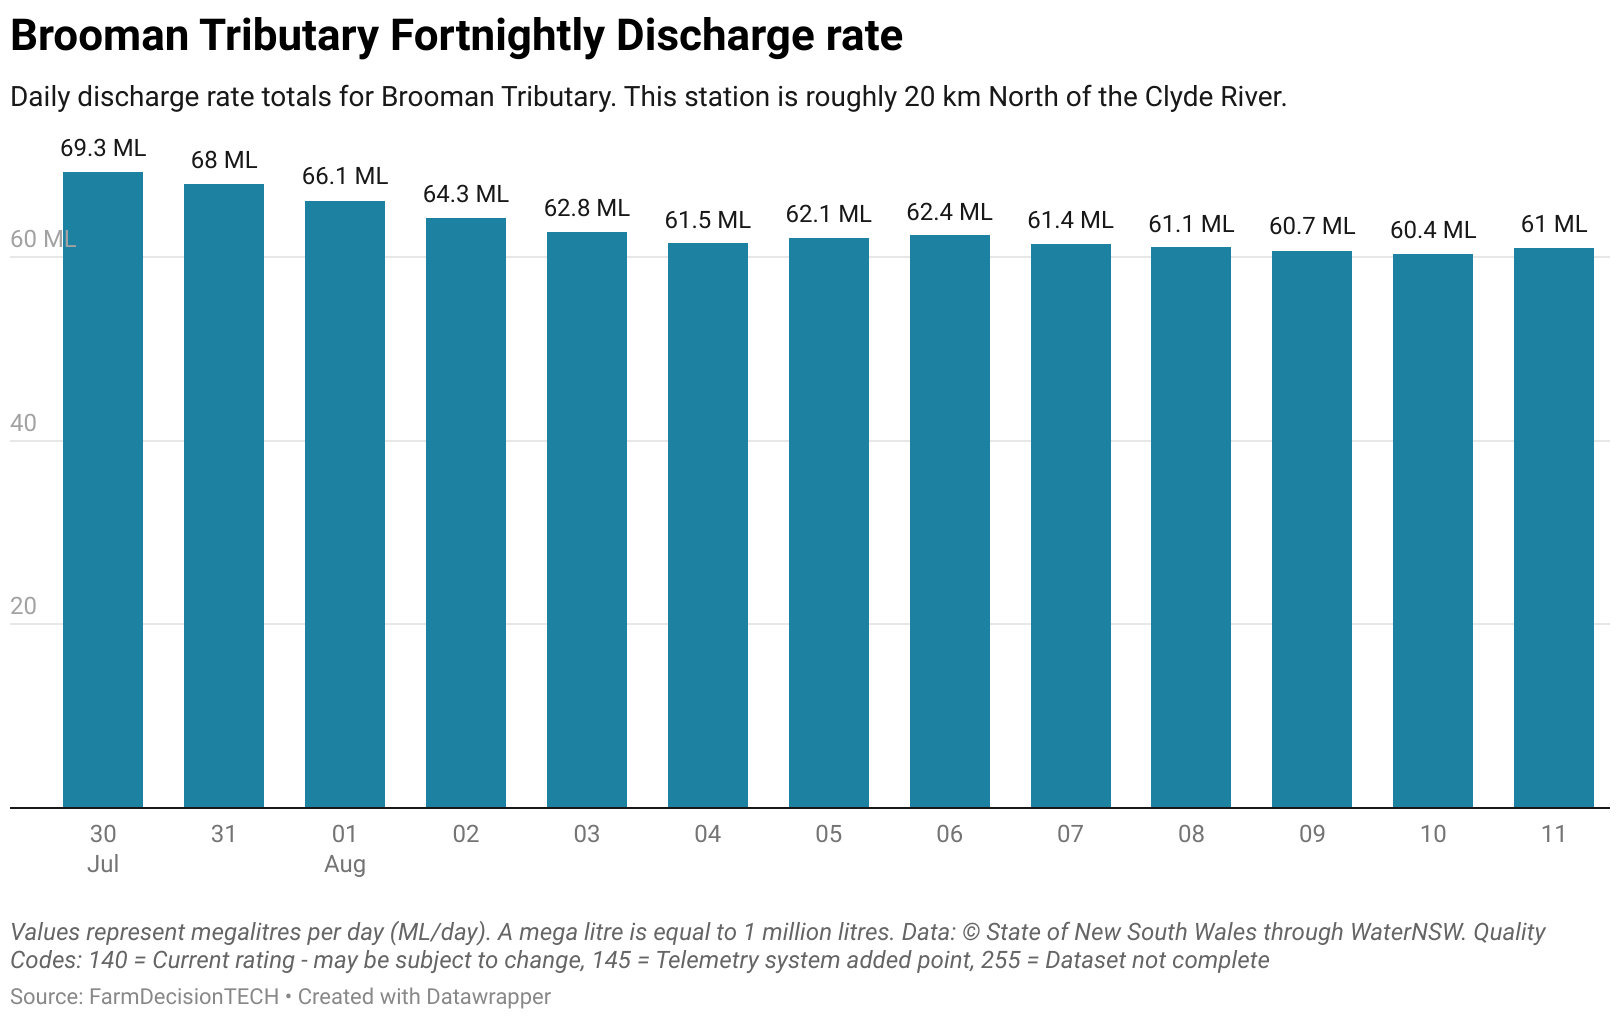 Brooman Tributary Fortnightly Discharge rate
Daily discharge rate totals for Brooman Tributary. This station is roughly 20 km North of the Clyde River.
69.3 ML
68 ML
66.1 ML
64.3 ML
62.8 ML
61.5 ML
62.1 ML
62.4 ML
61.4 ML
61.1 ML
60.7 ML
60.4 ML
61 ML
60 ML
40
20
30 31 01 02 03 04 05 06 07 08 09 10 11
Jul Aug
Values represent megalitres per day (ML/day). A mega litre is equal to 1 million litres. Data: © State of New South Wales through WaterNSW. Quality
Codes: 140 = Current rating - may be subject to change, 145 = Telemetry system added point, 255 = Dataset not complete
Source: FarmDecisionTECH • Created with Datawrapper